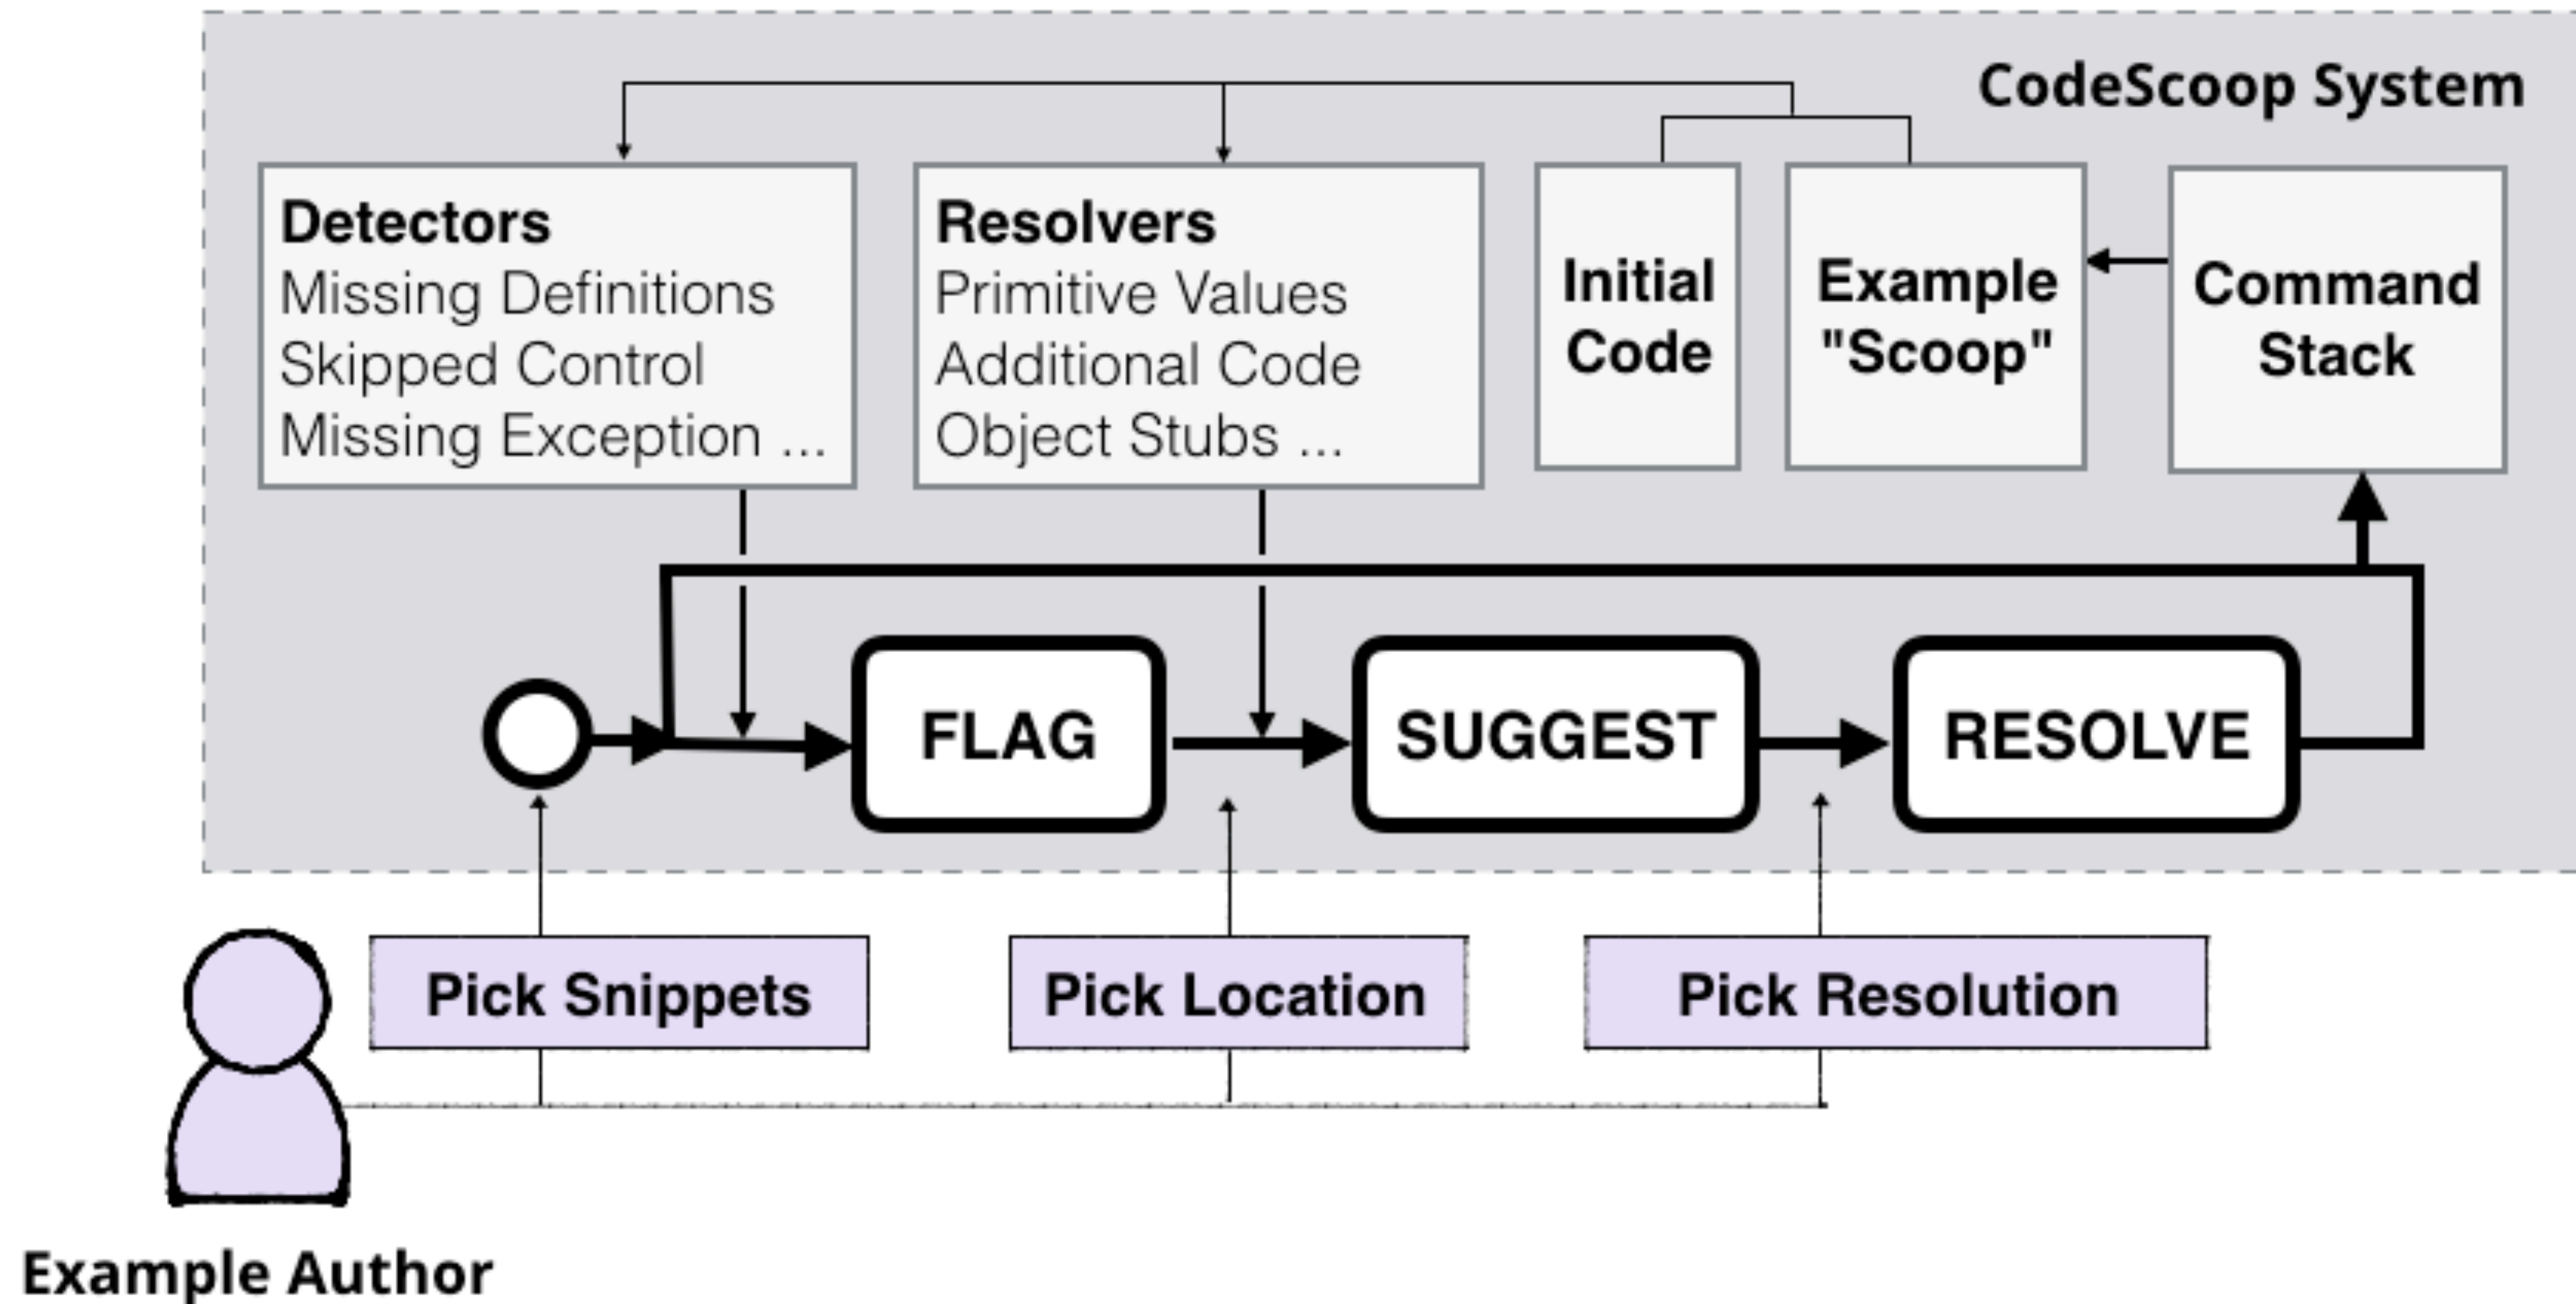 CodeScoop System
Detectors
Missing Definitions
Skipped Control
Missing Exception ...
Resolvers
Primitive Values
Additional Code
Object Stubs ...
Initial
Code
Example
"Scoop"
Command
Stack
FLAG
SUGGEST
RESOLVE
Pick Snippets
Pick Location
Pick Resolution
Example Author